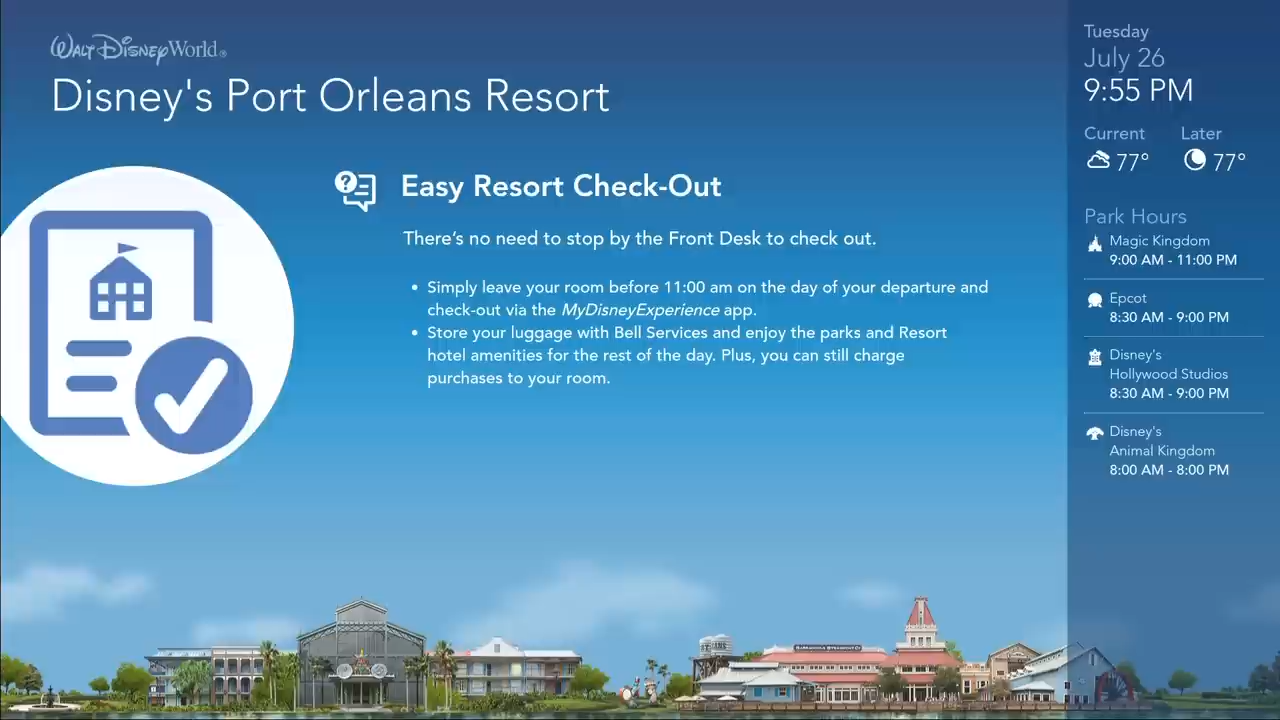 WALT DISNEY World®
Disney's Port Orleans Resort
Easy Resort Check-Out
There's no need to stop by the Front Desk to check out.
• Simply leave your room before 11:00 am on the day of your departure and
check-out via the MyDisneyExperience app.
• Store your luggage with Bell Services and enjoy the parks and Resort
hotel amenities for the rest of the day. Plus, you can still charge
purchases to your room.
Tuesday
July 26
9:55 PM
Current Later
77° 77°
Park Hours
Magic Kingdom
9:00 AM - 11:00 PM
Epcot
8:30 AM - 9:00 PM
Disney's
Hollywood Studios
8:30 AM - 9:00 PM
Disney's
Animal Kingdom
8:00 AM - 8:00 PM